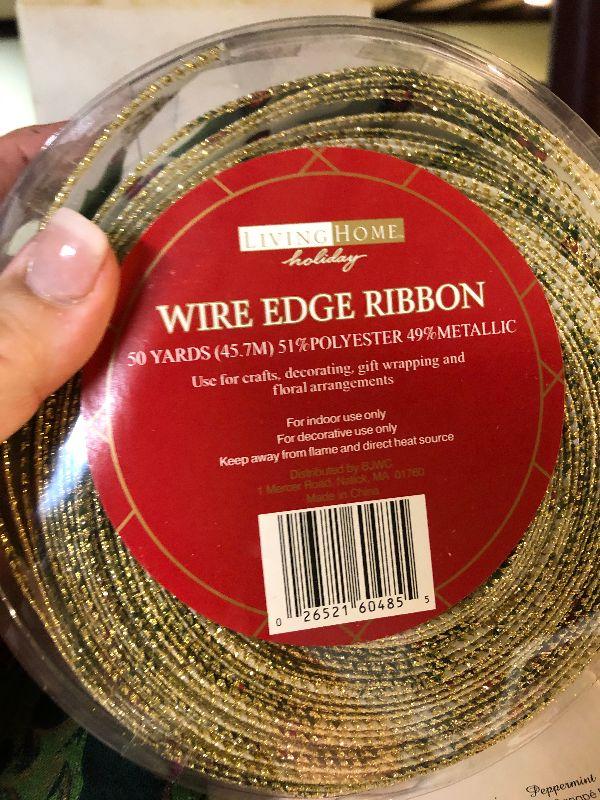 LIVING HOME
holiday
WIRE EDGE RIBBON
50 YARDS (45.7M) 51%POLYESTER 49%METALLIC
Use for crafts, decorating, gift wrapping and
floral arrangements
For indoor use only
For decorative use only
Keep away from flame and direct heat source
Distributed by BJWC
1 Mercer Road, Natick, MA 01760
Made in China
0 26521 60485 5
Peppermint